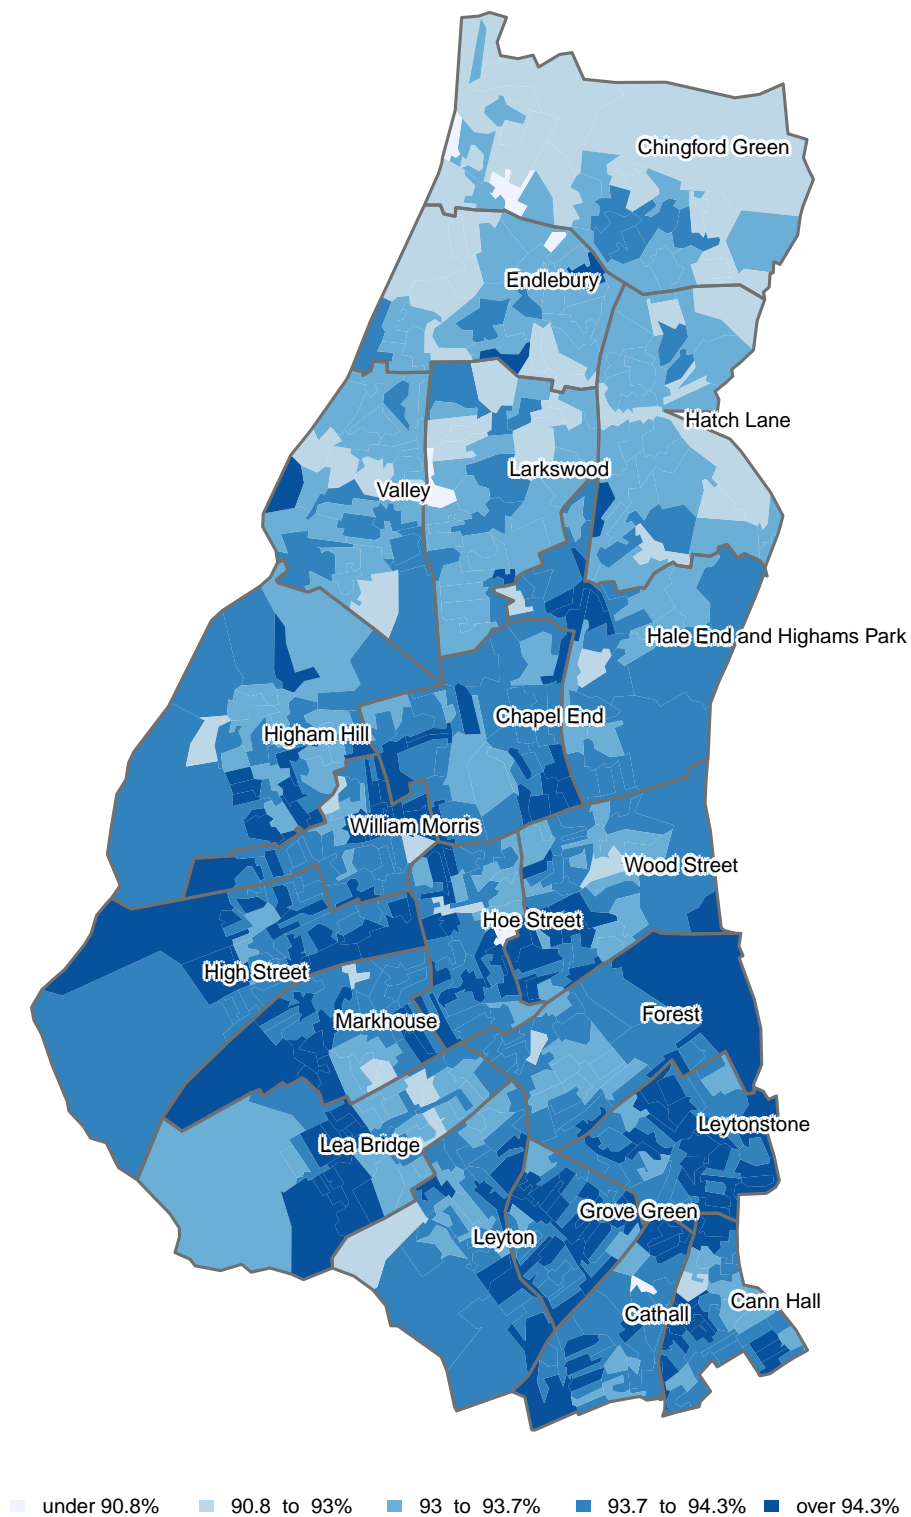 Chingford Green
Endlebury
Hatch Lane
Larkswood
Valley
Hale End and Highams Park
Chapel End
Higham Hill
William Morris
Wood Street
Hoe Street
High Street
Forest
Markhouse
Leytonstone
Lea Bridge
Grove Green
Leyton
Cann Hall
Cathall
under 90.8% 90.8 to 93% 93 to 93.7% 93.7 to 94.3% over 94.3%